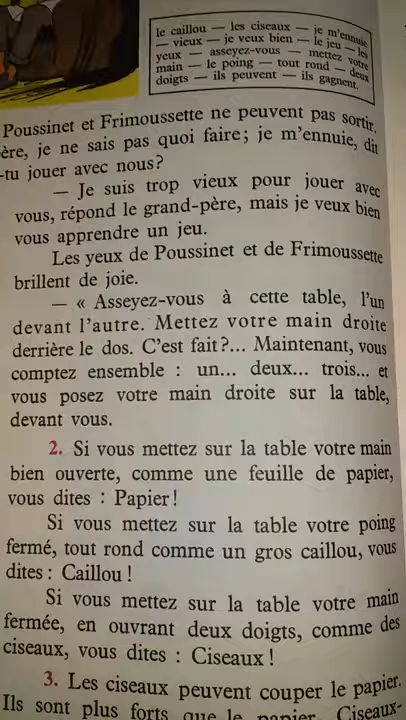 le caillou — les ciseaux — je m'ennuie
— vieux — je veux bien — le jeu — les
yeux — asseyez-vous — mettez votre
main — le poing — tout rond — deux
doigts — ils peuvent — ils gagnent.
Poussinet et Frimoussette ne peuvent pas sortir.
ère, je ne sais pas quoi faire; je m'ennuie, dit
-tu jouer avec nous?
— Je suis trop vieux pour jouer avec
vous, répond le grand-père, mais je veux bien
vous apprendre un jeu.
Les yeux de Poussinet et de Frimoussette
brillent de joie.
— « Asseyez-vous à cette table, l'un
devant l'autre. Mettez votre main droite
derrière le dos. C'est fait?... Maintenant, vous
comptez ensemble : un... deux... trois... et
vous posez votre main droite sur la table,
devant vous.
2. Si vous mettez sur la table votre main
bien ouverte, comme une feuille de papier,
vous dites : Papier!
Si vous mettez sur la table votre poing
fermé, tout rond comme un gros caillou, vous
dites : Caillou !
Si vous mettez sur la table votre main
fermée, en ouvrant deux doigts, comme des
ciseaux, vous dites : Ciseaux !
3. Les ciseaux peuvent couper le papier.
Ils sont plus forts que le papier. Ciseaux-